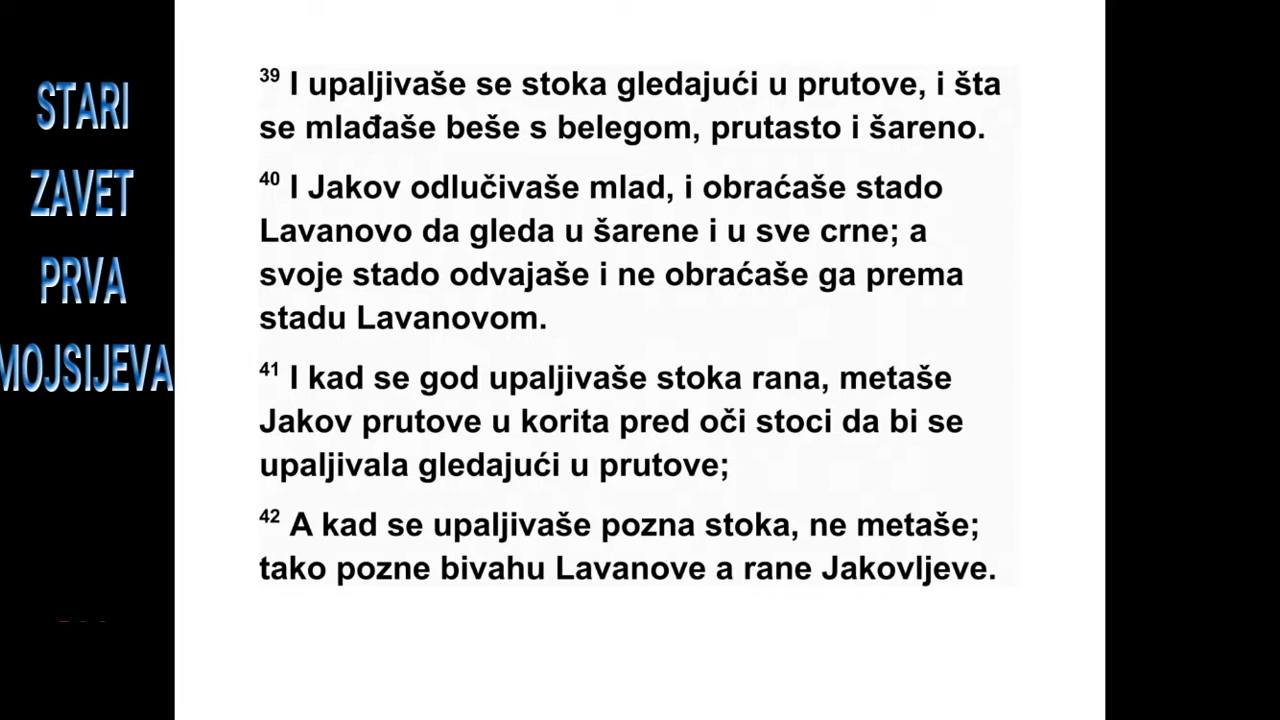 STARI
ZAVET
PRVA
MOJSIJEVA
39 I upaljivaše se stoka gledajući u prutove, i šta
se mlađaše beše s belegom, prutasto i šareno.
40 I Jakov odlučivaše mlad, i obraćaše stado
Lavanovo da gleda u šarene i u sve crne; a
svoje stado odvajaše i ne obraćaše ga prema
stadu Lavanovom.
41 I kad se god upaljivaše stoka rana, metaše
Jakov prutove u korita pred oči stoci da bi se
upaljivala gledajući u prutove;
42 A kad se upaljivaše pozna stoka, ne metaše;
tako pozne bivahu Lavanove a rane Jakovljeve.